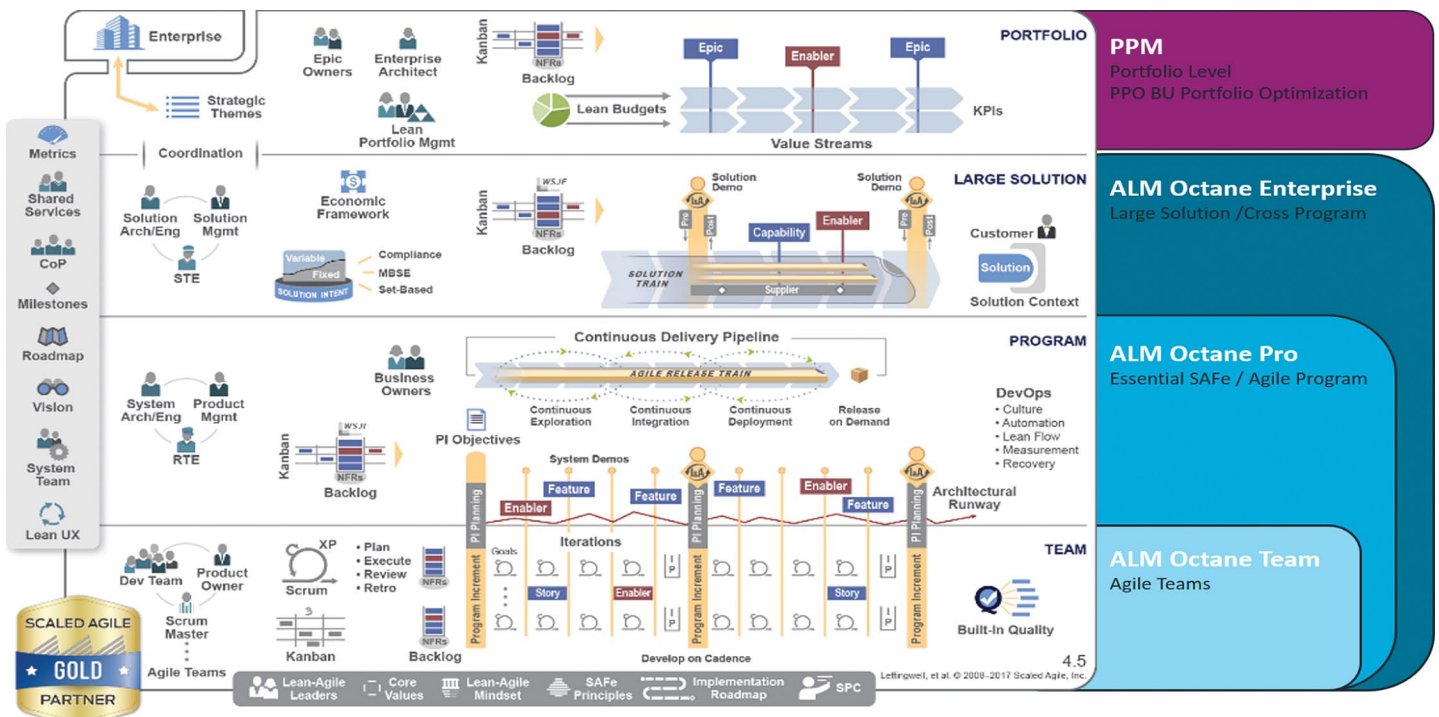 Enterprise
Strategic
Themes
Epic
Owners
Enterprise
Architect
Lean
Portfolio Mgmt
Kanban
NFRs
Backlog
Lean Budgets
PORTFOLIO
Epic
Enabler
Epic
KPIs
Value Streams
PPM
Portfolio Level
PPO BU Portfolio Optimization
Metrics
Shared
Services
CoP
Milestones
Roadmap
Vision
System
Team
Lean UX
Coordination
Solution
Arch/Eng
Solution
Mgmt
STE
Economic
Framework
Variable
Fixed
SOLUTION INTENT
Compliance
MBSE
Set-Based
Kanban
WSJF
NFRs
Backlog
LARGE SOLUTION
Solution
Demo
Solution
Demo
I&A
I&A
Pre
Post
Pre
Post
Capability
Enabler
SOLUTION
TRAIN
Supplier
Customer
Solution
Solution Context
ALM Octane Enterprise
Large Solution /Cross Program
System
Arch/Eng
Product
Mgmt
RTE
Business
Owners
Kanban
NFRs
Backlog
PROGRAM
Continuous Delivery Pipeline
AGILE RELEASE TRAIN
Continuous
Exploration
Continuous
Integration
Continuous
Deployment
Release
on Demand
DevOps
• Culture
• Automation
• Lean Flow
• Measurement
• Recovery
PI Objectives
System Demos
I&A
I&A
PI Planning
Enabler
Feature
Feature
PI Planning
Feature
Enabler
Feature
PI Planning
Architectural
Runway
ALM Octane Pro
Essential SAFe / Agile Program
Dev Team
Product
Owner
Scrum
Master
Agile Teams
XP
Scrum
• Plan
• Execute
• Review
• Retro
3
Kanban
NFRs
NFRs
Backlog
TEAM
Iterations
Goals
Program Increment
Story
Enabler
I P
I P
Program Increment
Story
I P
I P
Program Increment
Develop on Cadence
Built-In Quality
4.5
Leffingwell, et al. © 2008–2017 Scaled Agile, Inc.
ALM Octane Team
Agile Teams
SCALED AGILE
GOLD
PARTNER
Lean-Agile
Leaders
Core
Values
Lean-Agile
Mindset
SAFe
Principles
Implementation
Roadmap
SPC